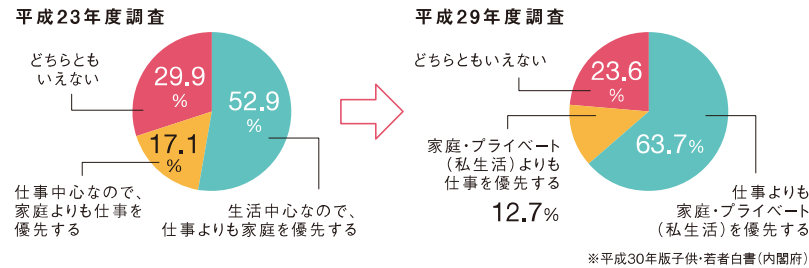 平成23年度調査
どちらとも
いえない
29.9
%
52.9
%
17.1
%
仕事中心なので、
家庭よりも仕事を
優先する
生活中心なので、
仕事よりも家庭を優先する
平成29年度調査
どちらともいえない
23.6
%
家庭・プライベート
(私生活)よりも
仕事を優先する
12.7%
63.7%
仕事よりも
家庭・プライベート
(私生活)を優先する
※平成30年版子供・若者白書(内閣府)